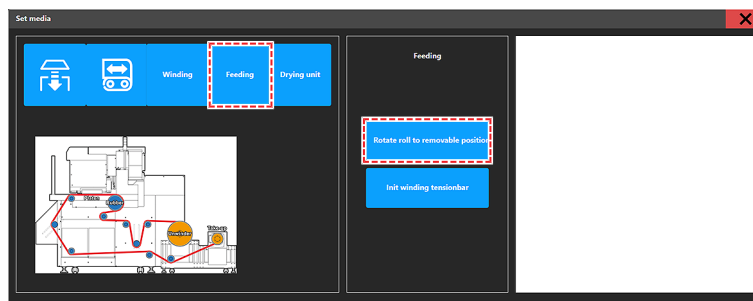 Set media
Winding
Feeding
Drying unit
Feeding
Rotate roll to removable position
Init winding tensionbar
Platen
Rubber
Unwinder
Take-up